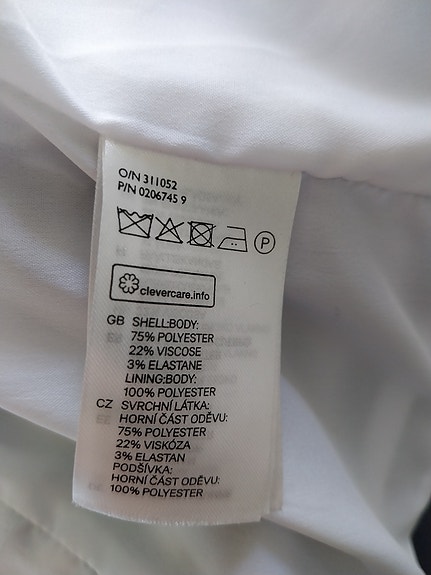 O/N 311052
P/N 0206745 9
P
clevercare.info
GB SHELL:BODY:
75% POLYESTER
22% VISCOSE
3% ELASTANE
LINING:BODY:
100% POLYESTER
CZ SVRCHNÍ LÁTKA:
HORNÍ ČÁST ODĚVU:
75% POLYESTER
22% VISKÓZA
3% ELASTAN
PODŠÍVKA:
HORNÍ ČÁST ODĚVU:
100% POLYESTER